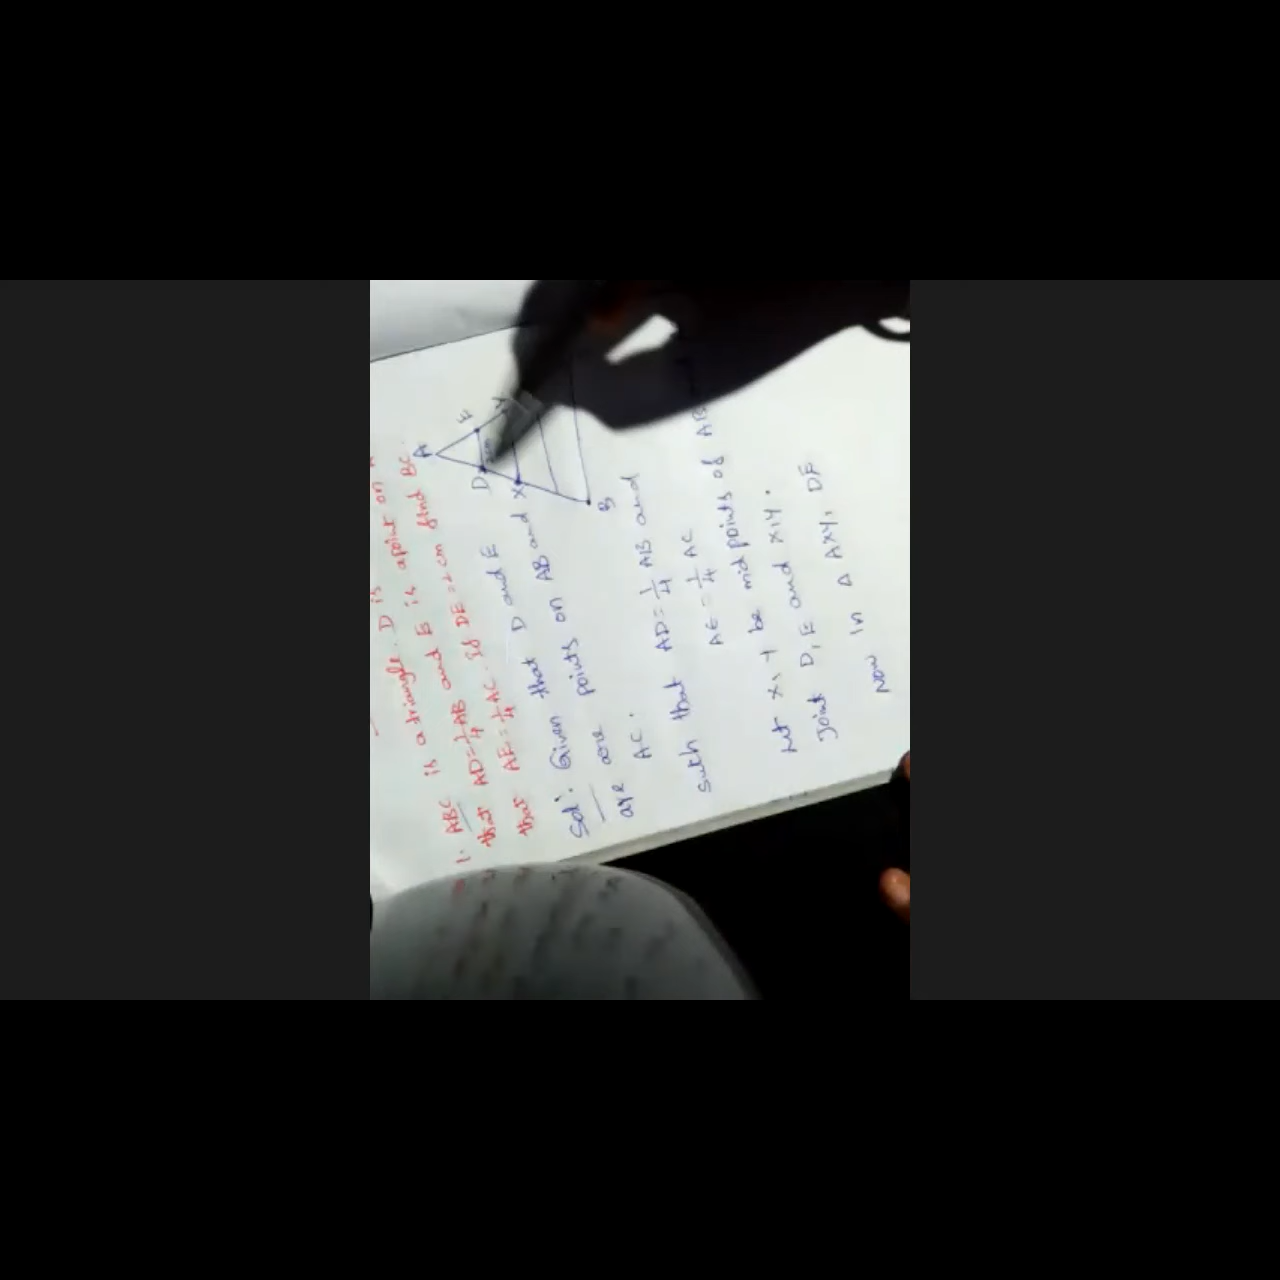 D is a point on
1. ABC is a triangle.
that AD = 1/4 AB and E is a point
that AE = 1/4 AC. If DE = 2 cm find BC.
Sol: Given that D and E
are are points on AB and
AC.
such that AD = 1/4 AB and
AE = 1/4 AC
Let X, Y be mid points of AB
Joint D, E and X, Y.
Now in Δ AXY, DE
A
E
Y
D
X
B